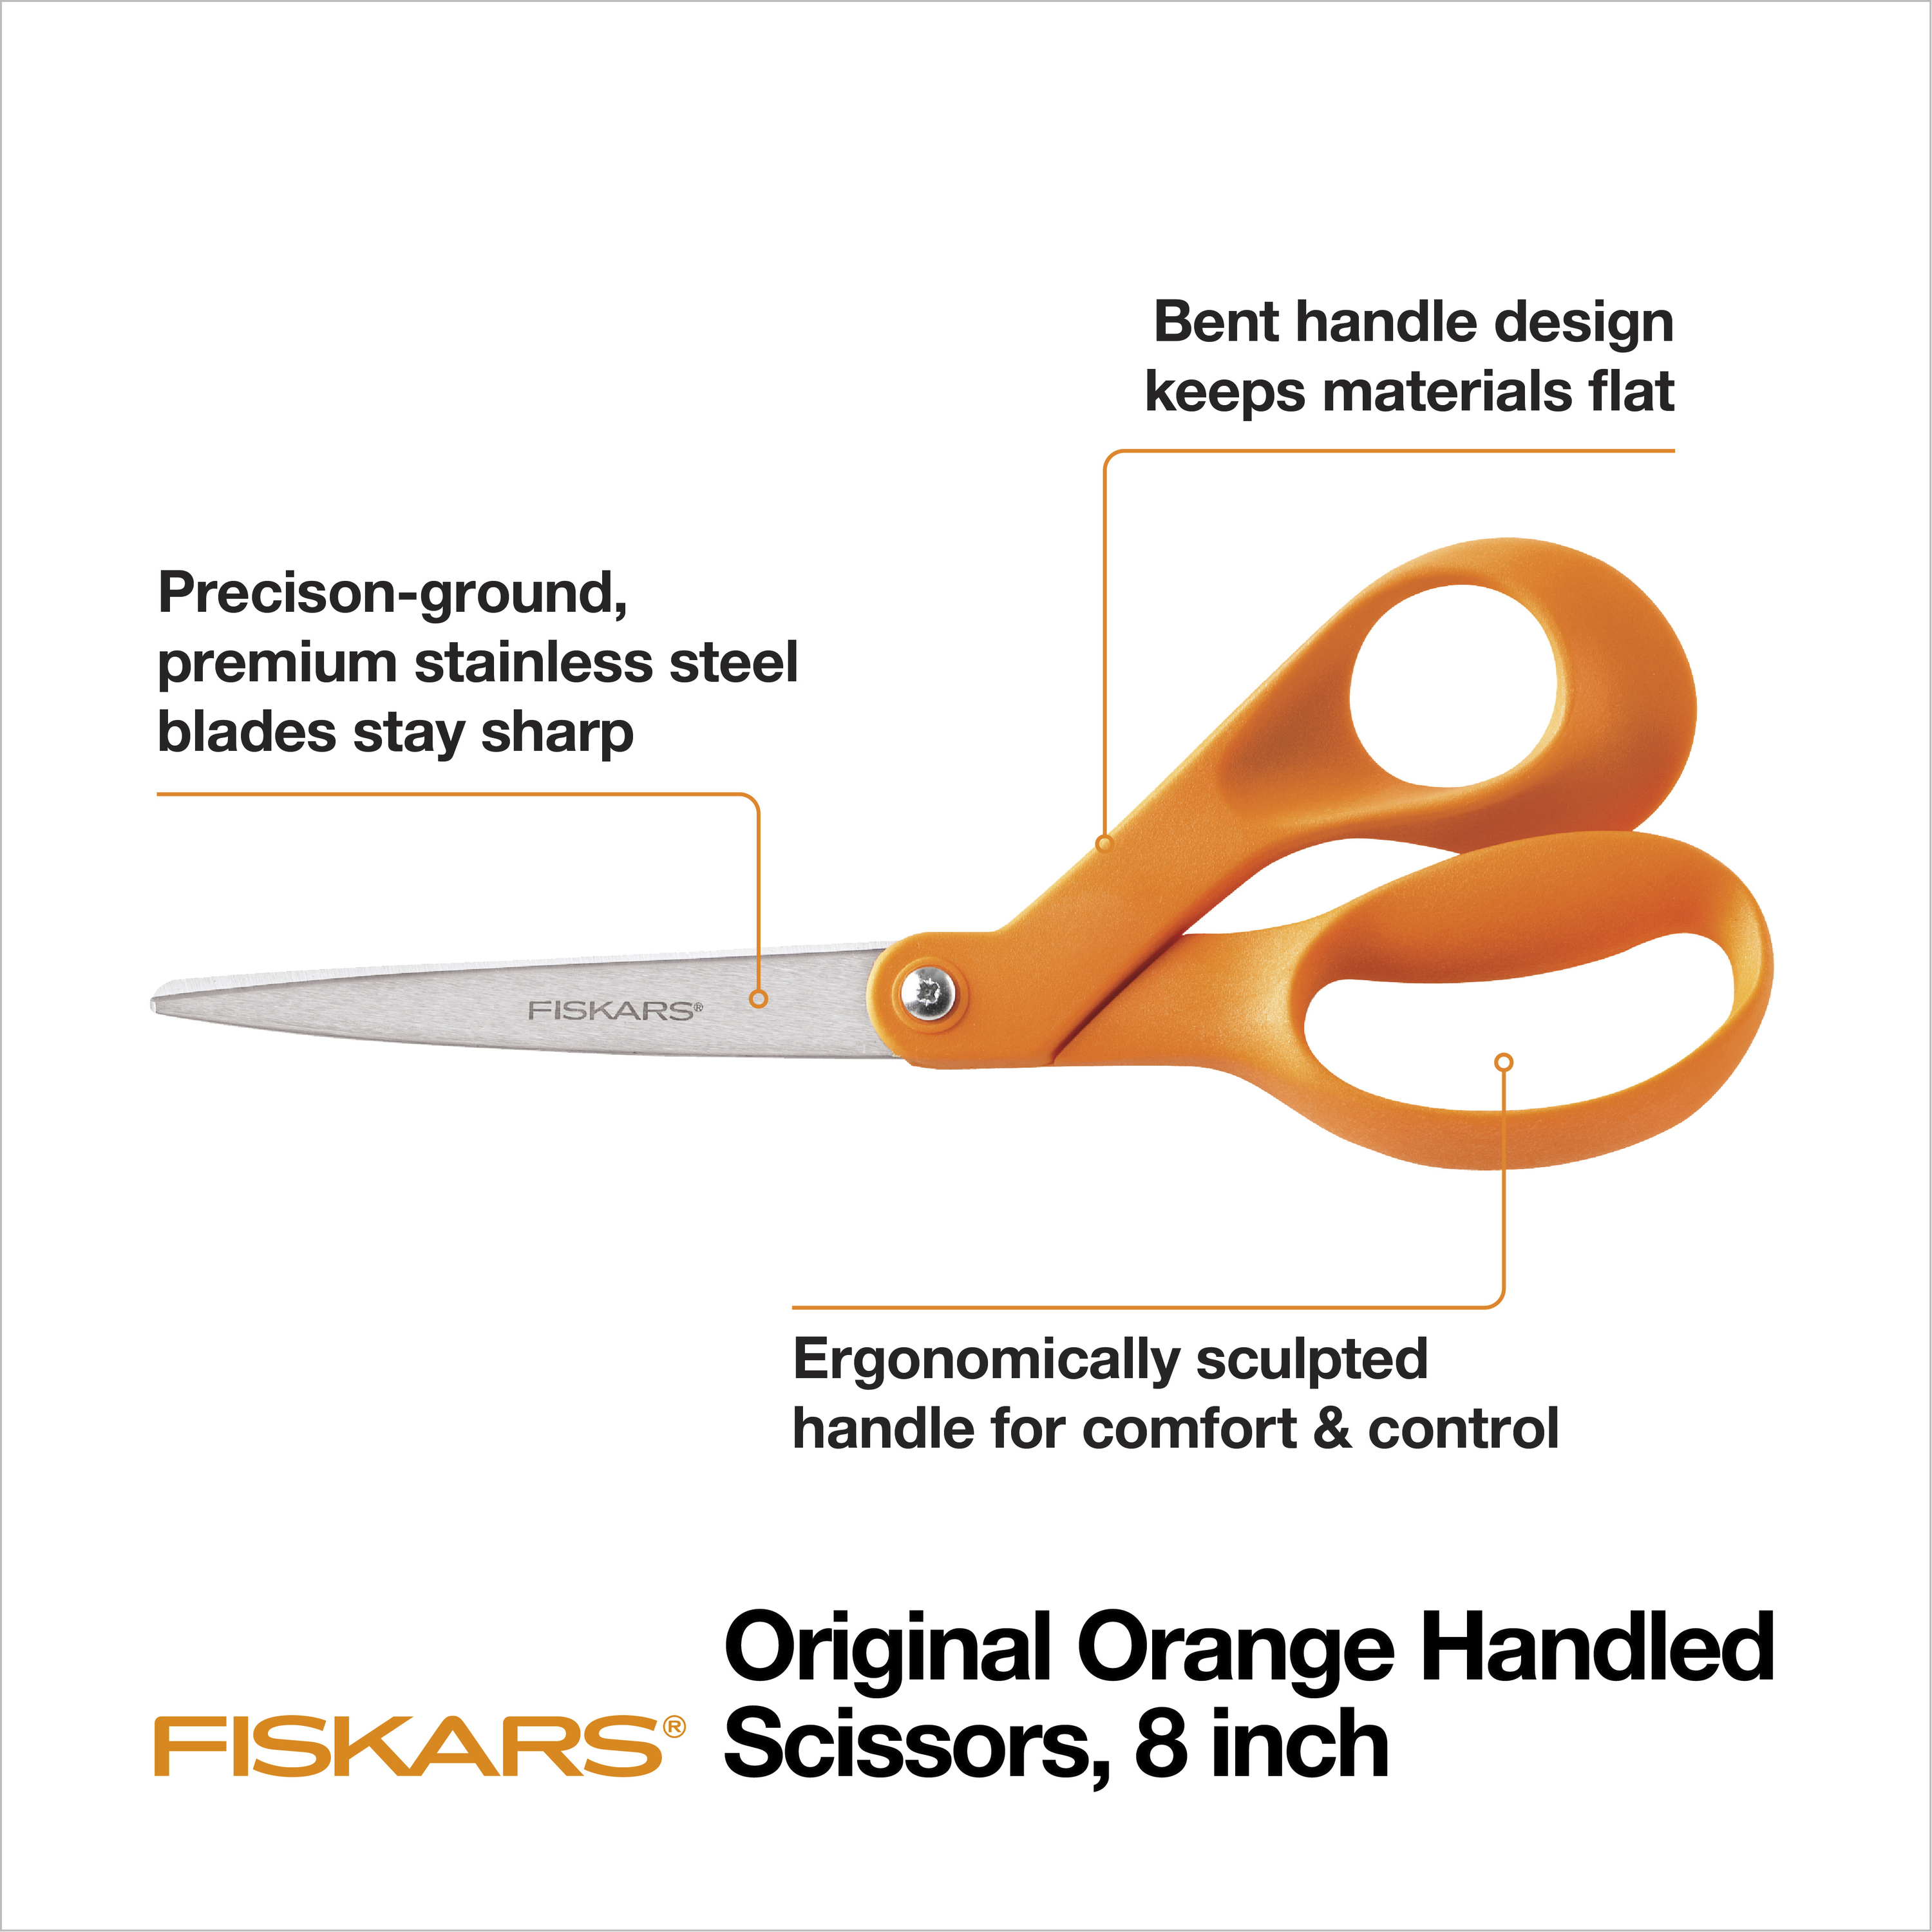 Bent handle design
keeps materials flat
Precison-ground,
premium stainless steel
blades stay sharp
FISKARS®
Ergonomically sculpted
handle for comfort & control
Original Orange Handled
Scissors, 8 inch
FISKARS®